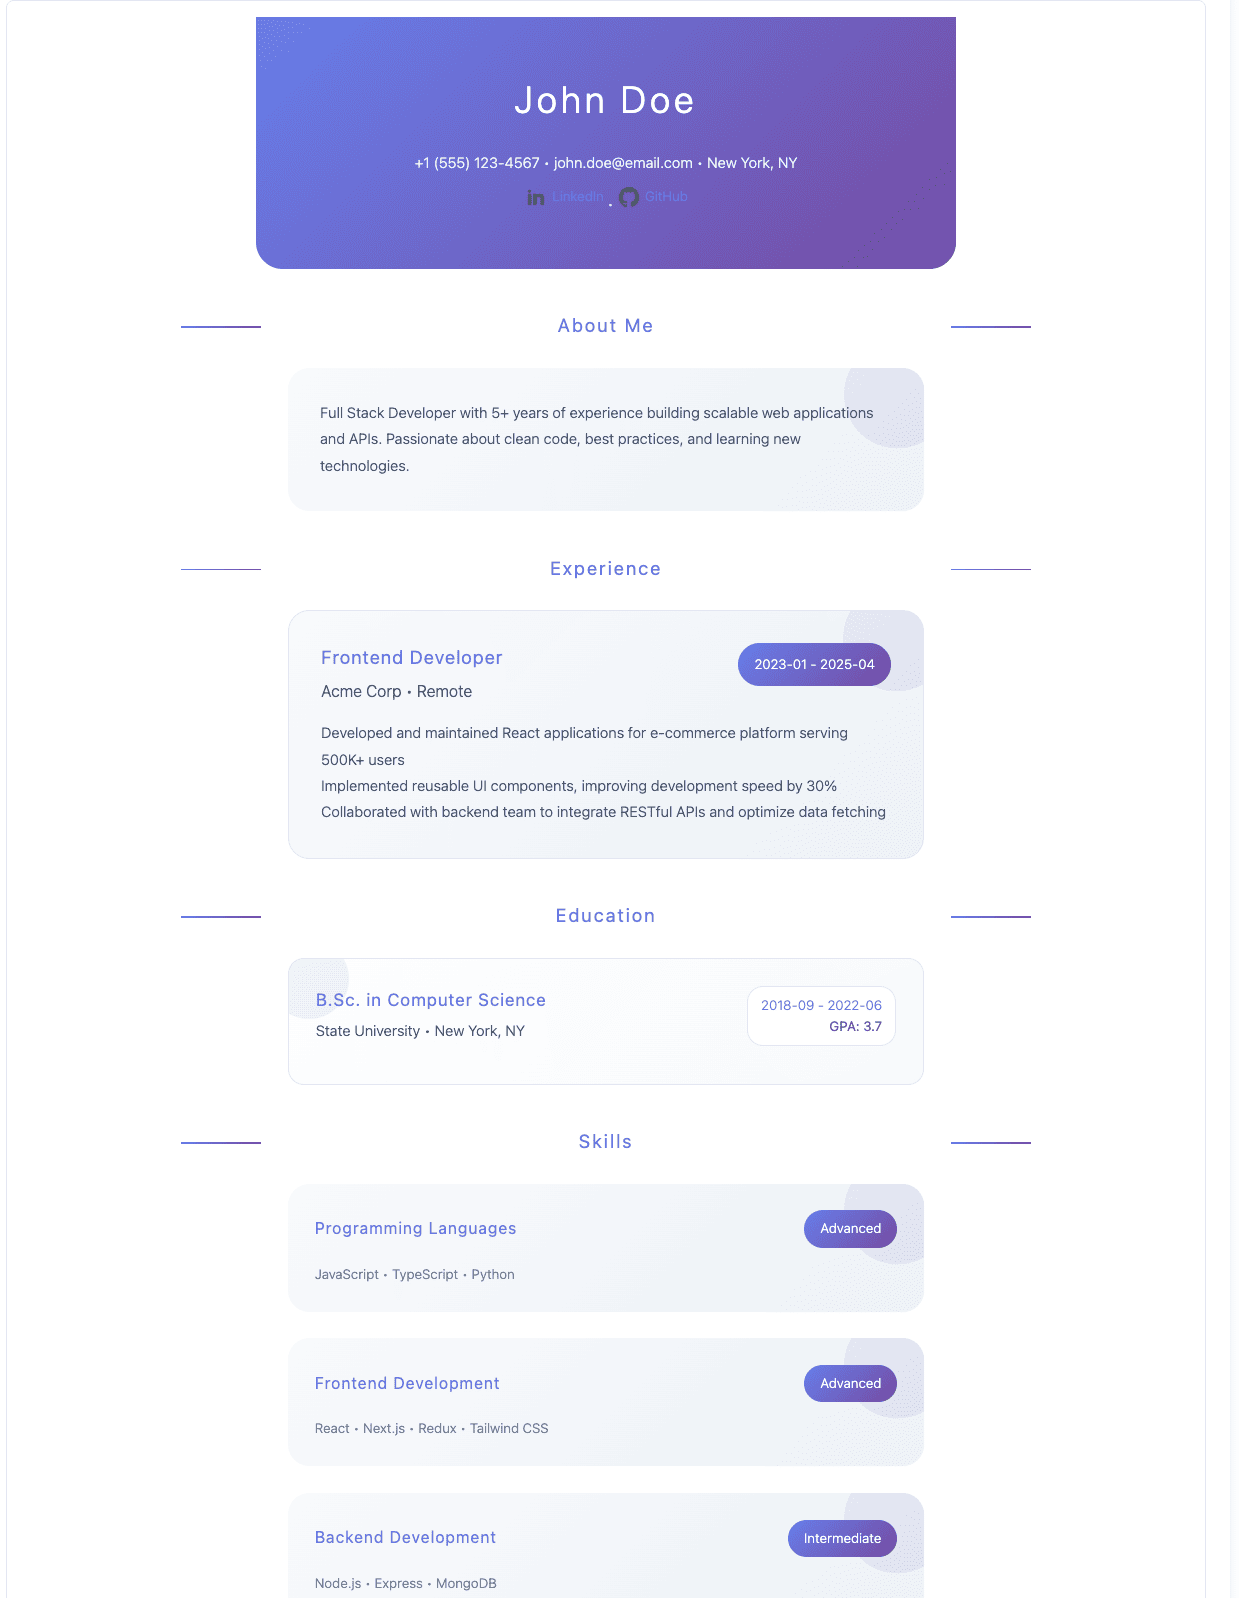 John Doe
+1 (555) 123-4567 • john.doe@email.com • New York, NY
LinkedIn • GitHub
About Me
Full Stack Developer with 5+ years of experience building scalable web applications
and APIs. Passionate about clean code, best practices, and learning new
technologies.
Experience
Frontend Developer
2023-01 - 2025-04
Acme Corp • Remote
Developed and maintained React applications for e-commerce platform serving
500K+ users
Implemented reusable UI components, improving development speed by 30%
Collaborated with backend team to integrate RESTful APIs and optimize data fetching
Education
B.Sc. in Computer Science
2018-09 - 2022-06
State University • New York, NY
GPA: 3.7
Skills
Programming Languages
Advanced
JavaScript • TypeScript • Python
Frontend Development
Advanced
React • Next.js • Redux • Tailwind CSS
Backend Development
Intermediate
Node.js • Express • MongoDB